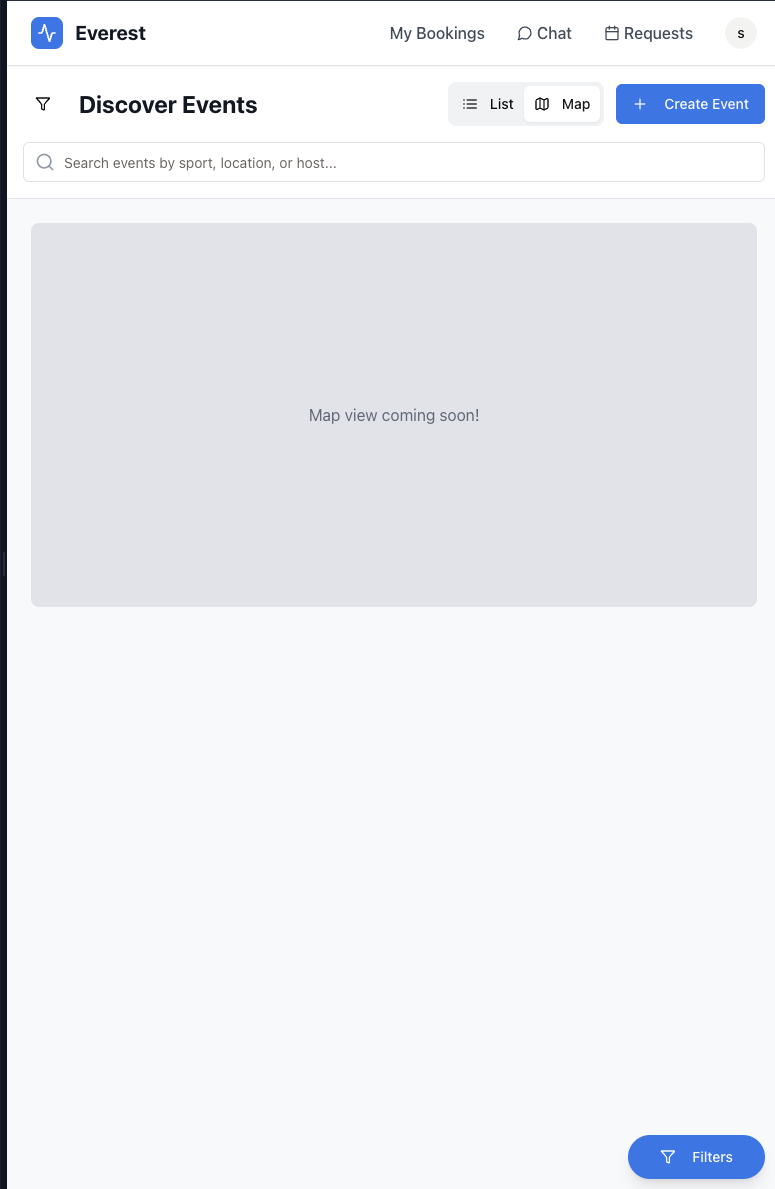 Everest
My Bookings
Chat
Requests
s
Discover Events
List
Map
Create Event
Search events by sport, location, or host...
Map view coming soon!
Filters